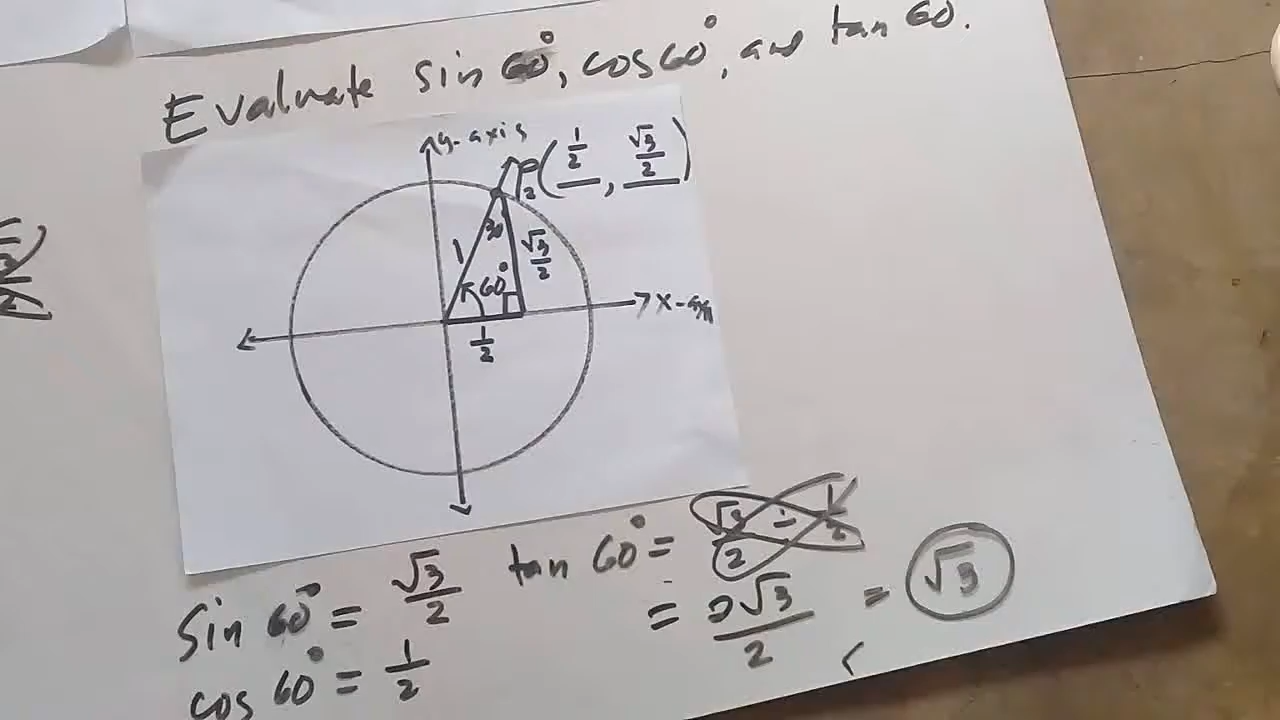 Evaluate sin 60°, cos 60°, and tan 60.
y-axis
P₂(1/2, √3/2)
30
1
√3/2
60°
x-axis
1/2
sin 60° = √3/2
tan 60° = √3/2 ÷ 1/2
= 2√3/2 = √3
cos 60° = 1/2